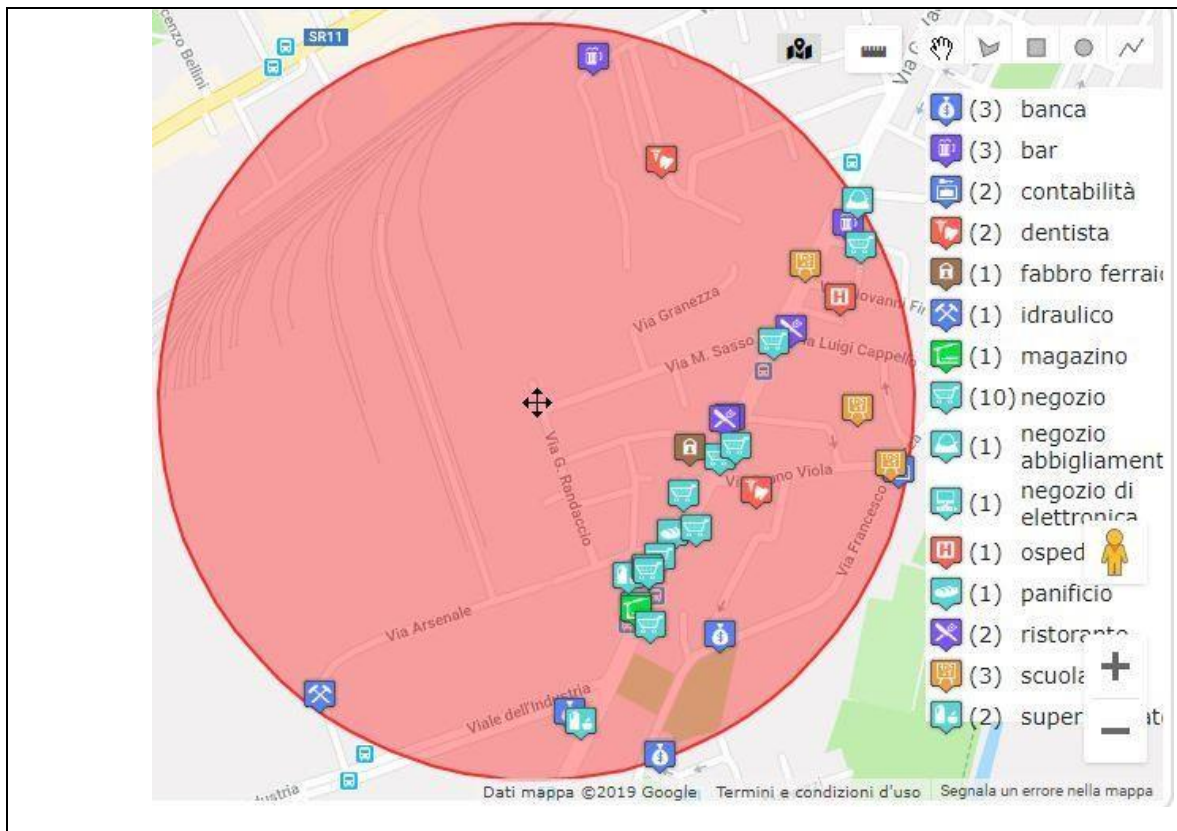 SR11
(3) banca
(3) bar
(2) contabilità
(2) dentista
(1) fabbro ferraio
(1) idraulico
(1) magazino
(10) negozio
(1) negozio
abbigliament
(1) negozio di
elettronica
(1) osped
(1) panificio
(2) ristorante
(3) scuola
(2) super
Via Granezza
Via M. Sasso
Luigi Cappello
Via G. Randaccio
Viola
Via Francesco
Via Arsenale
Viale dell'Industria
Dati mappa ©2019 Google Termini e condizioni d'uso Segnala un errore nella mappa